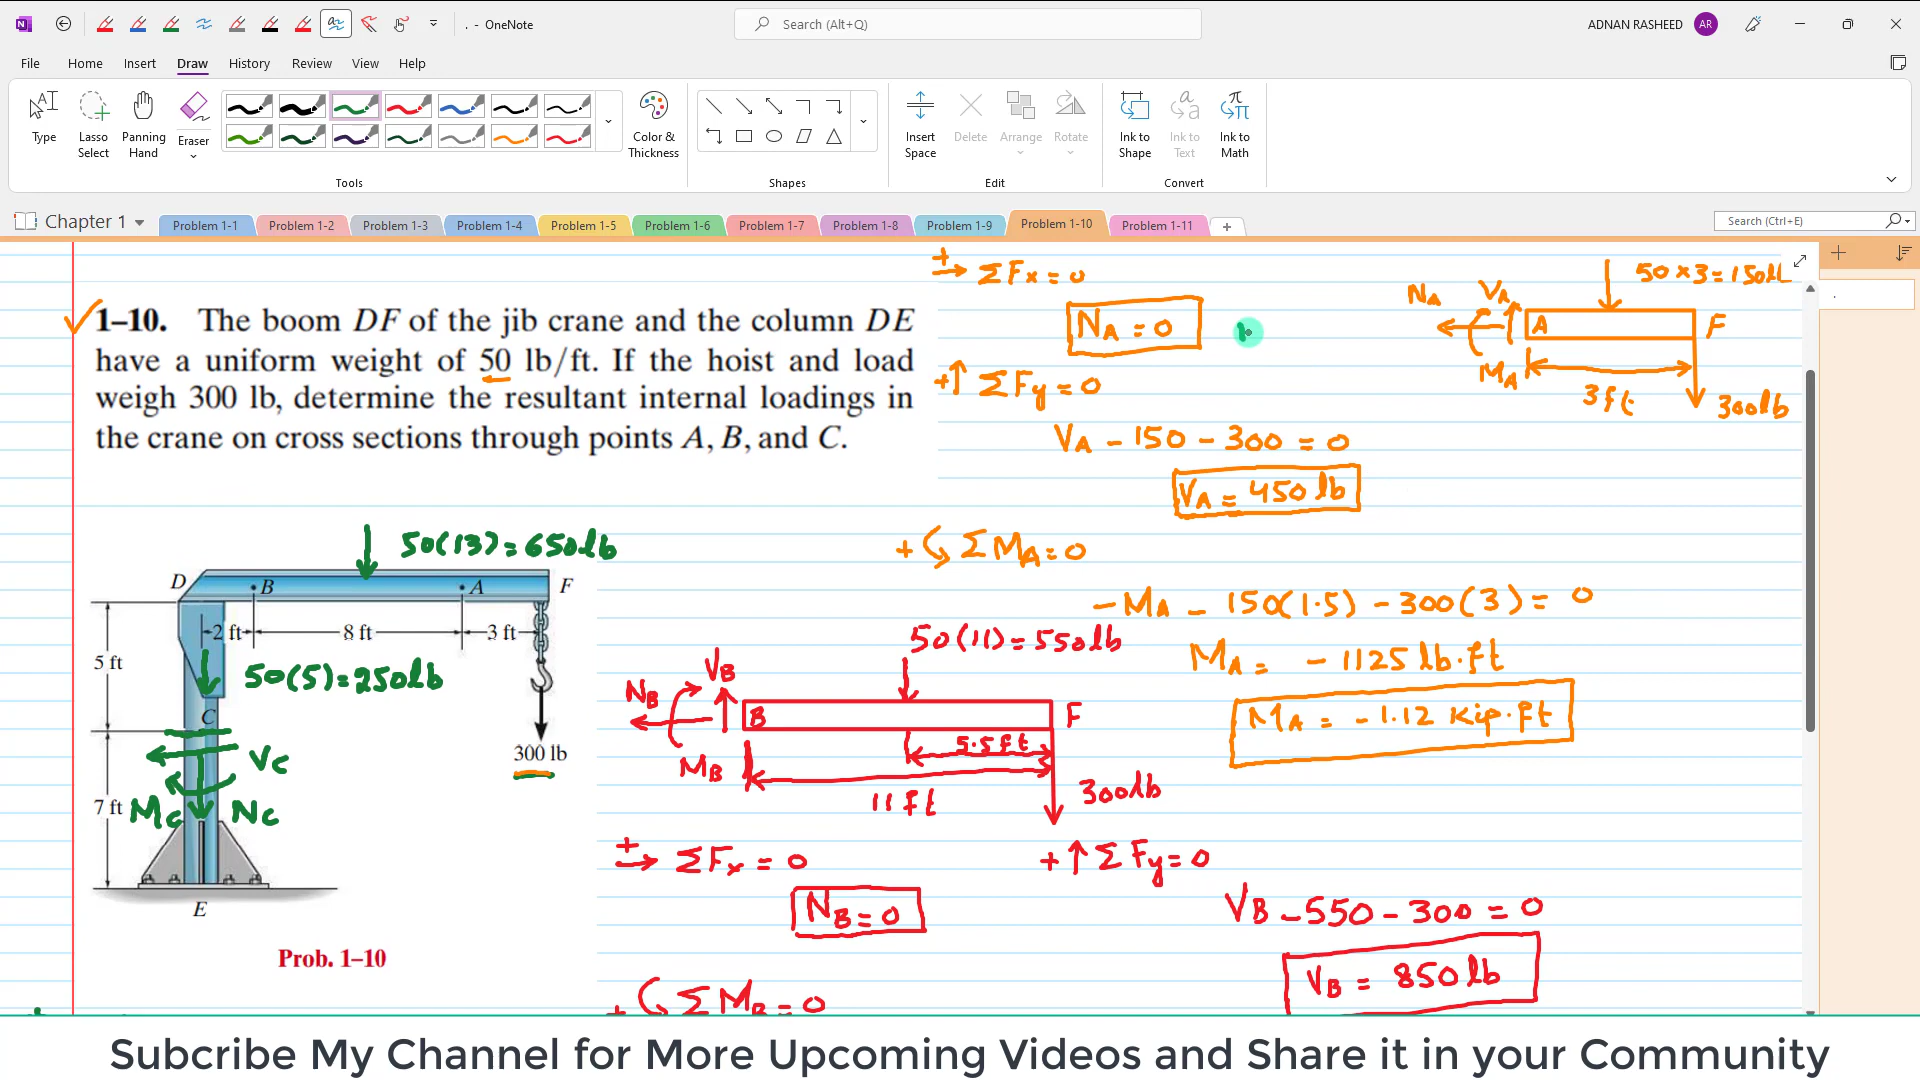 . - OneNote
Search (Alt+Q)
ADNAN RASHEED AR
File Home Insert Draw History Review View Help
Type
Lasso Select
Panning Hand
Eraser
Color & Thickness
Insert Space
Delete
Arrange
Rotate
Ink to Shape
Ink to Text
Ink to Math
Tools
Shapes
Edit
Convert
Chapter 1
Problem 1-1 Problem 1-2 Problem 1-3 Problem 1-4 Problem 1-5 Problem 1-6 Problem 1-7 Problem 1-8 Problem 1-9 Problem 1-10 Problem 1-11
Search (Ctrl+E)
1–10. The boom DF of the jib crane and the column DE
have a uniform weight of 50 lb/ft. If the hoist and load
weigh 300 lb, determine the resultant internal loadings in
the crane on cross sections through points A, B, and C.
50(13)=650lb
D B A F
2 ft 8 ft 3 ft
5 ft
50(5)=250lb
C
Vc
300 lb
7 ft Mc Nc
E
Prob. 1–10
+→ ΣFx = 0
NA = 0
+↑ ΣFy = 0
VA - 150 - 300 = 0
VA = 450 lb
+ ΣMA = 0
-MA - 150(1.5) - 300(3) = 0
MA = -1125 lb.ft
MA = -1.12 Kip.ft
50×3=150lb
NA VA
A F
MA
3ft
300lb
50(11)=550lb
NB VB
B F
5.5ft
MB
11ft
300lb
+→ ΣFx = 0
NB = 0
+↑ ΣFy = 0
VB - 550 - 300 = 0
VB = 850 lb
+ ΣMB = 0
Subcribe My Channel for More Upcoming Videos and Share it in your Community